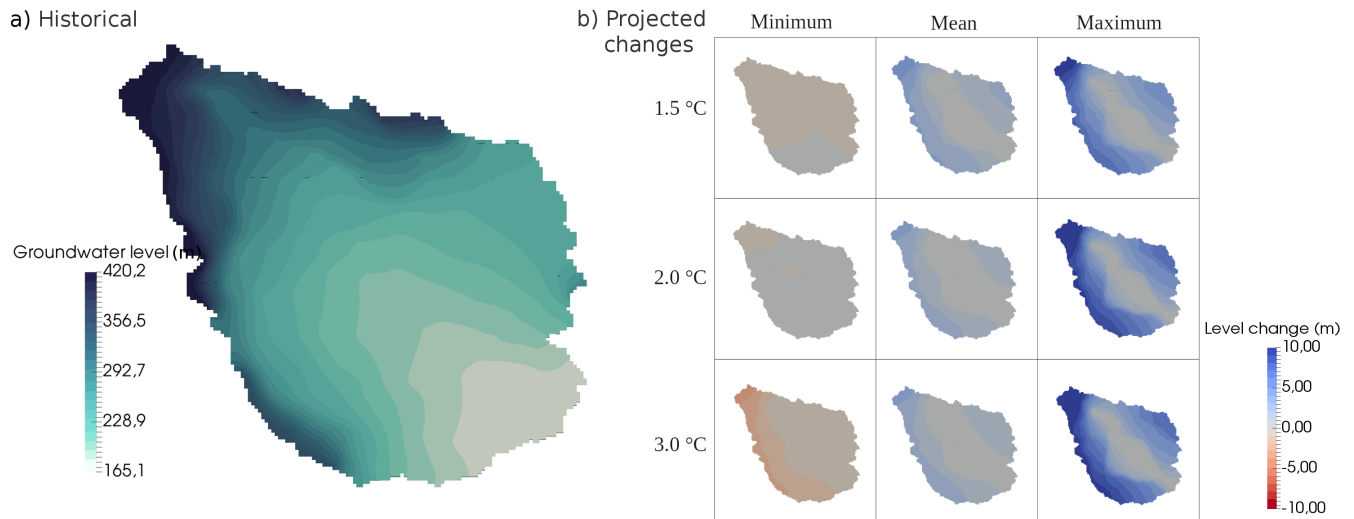 a) Historical
Groundwater level (m)
420,2
356,5
292,7
228,9
165,1
b) Projected
changes
Minimum
Mean
Maximum
1.5 °C
2.0 °C
3.0 °C
Level change (m)
10,00
5,00
0,00
-5,00
-10,00